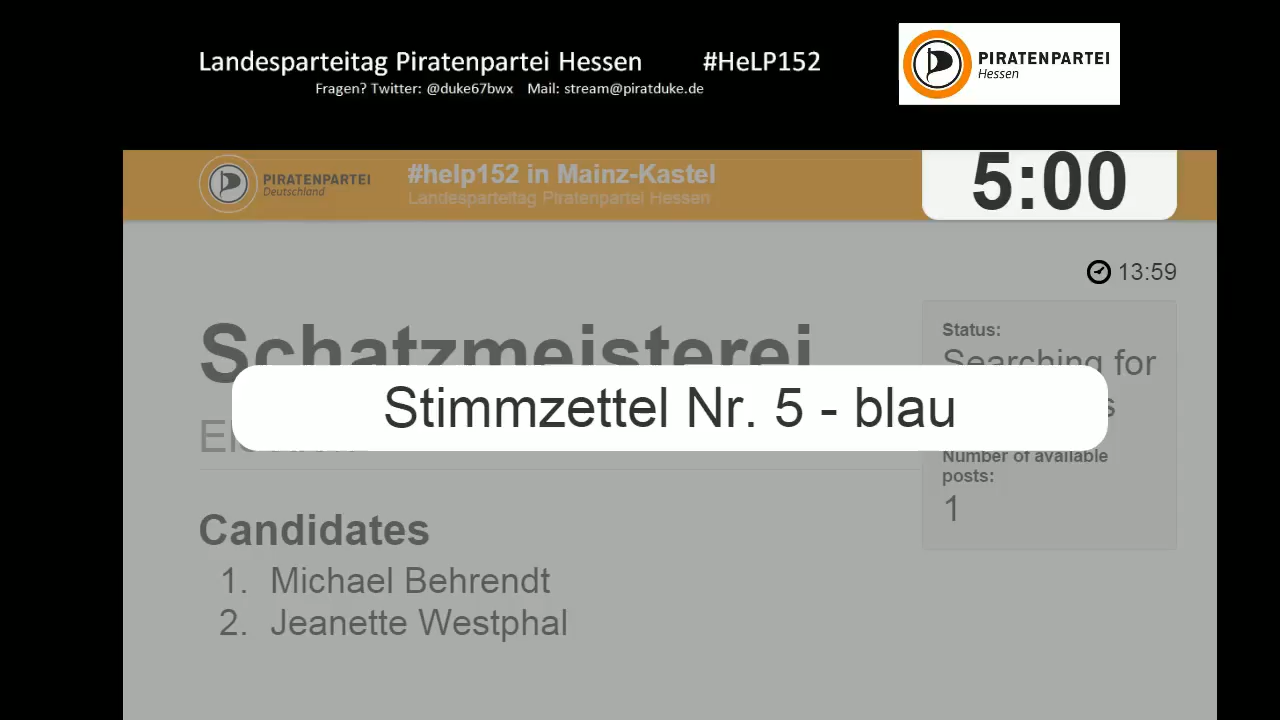 Landesparteitag Piratenpartei Hessen #HeLP152
Fragen? Twitter: @duke67bwx Mail: stream@piratduke.de
PIRATENPARTEI
Hessen
PIRATENPARTEI
Deutschland
#help152 in Mainz-Kastel
Landesparteitag Piratenpartei Hessen
5:00
13:59
Schatzmeisterei
Status:
Searching for
Stimmzettel Nr. 5 - blau
Number of available
posts:
1
Candidates
1. Michael Behrendt
2. Jeanette Westphal